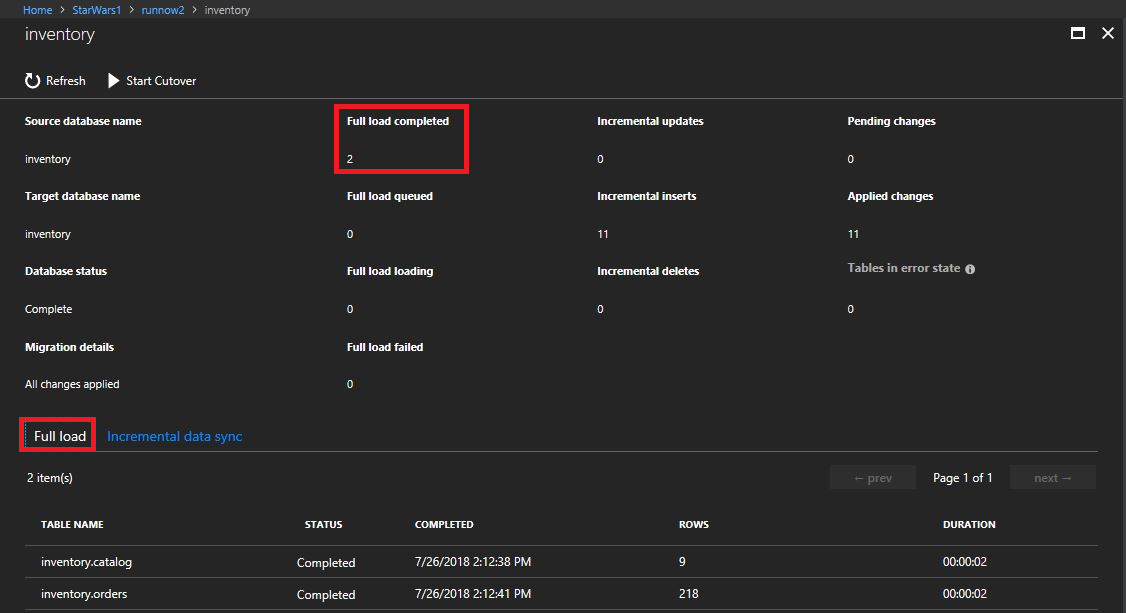 Home > StarWars1 > runnow2 > inventory
inventory
Refresh Start Cutover
Source database name Full load completed Incremental updates Pending changes
inventory 2 0 0
Target database name Full load queued Incremental inserts Applied changes
inventory 0 11 11
Database status Full load loading Incremental deletes Tables in error state
Complete 0 0 0
Migration details Full load failed
All changes applied 0
Full load Incremental data sync
2 item(s) ← prev Page 1 of 1 next →
TABLE NAME STATUS COMPLETED ROWS DURATION
inventory.catalog Completed 7/26/2018 2:12:38 PM 9 00:00:02
inventory.orders Completed 7/26/2018 2:12:41 PM 218 00:00:02